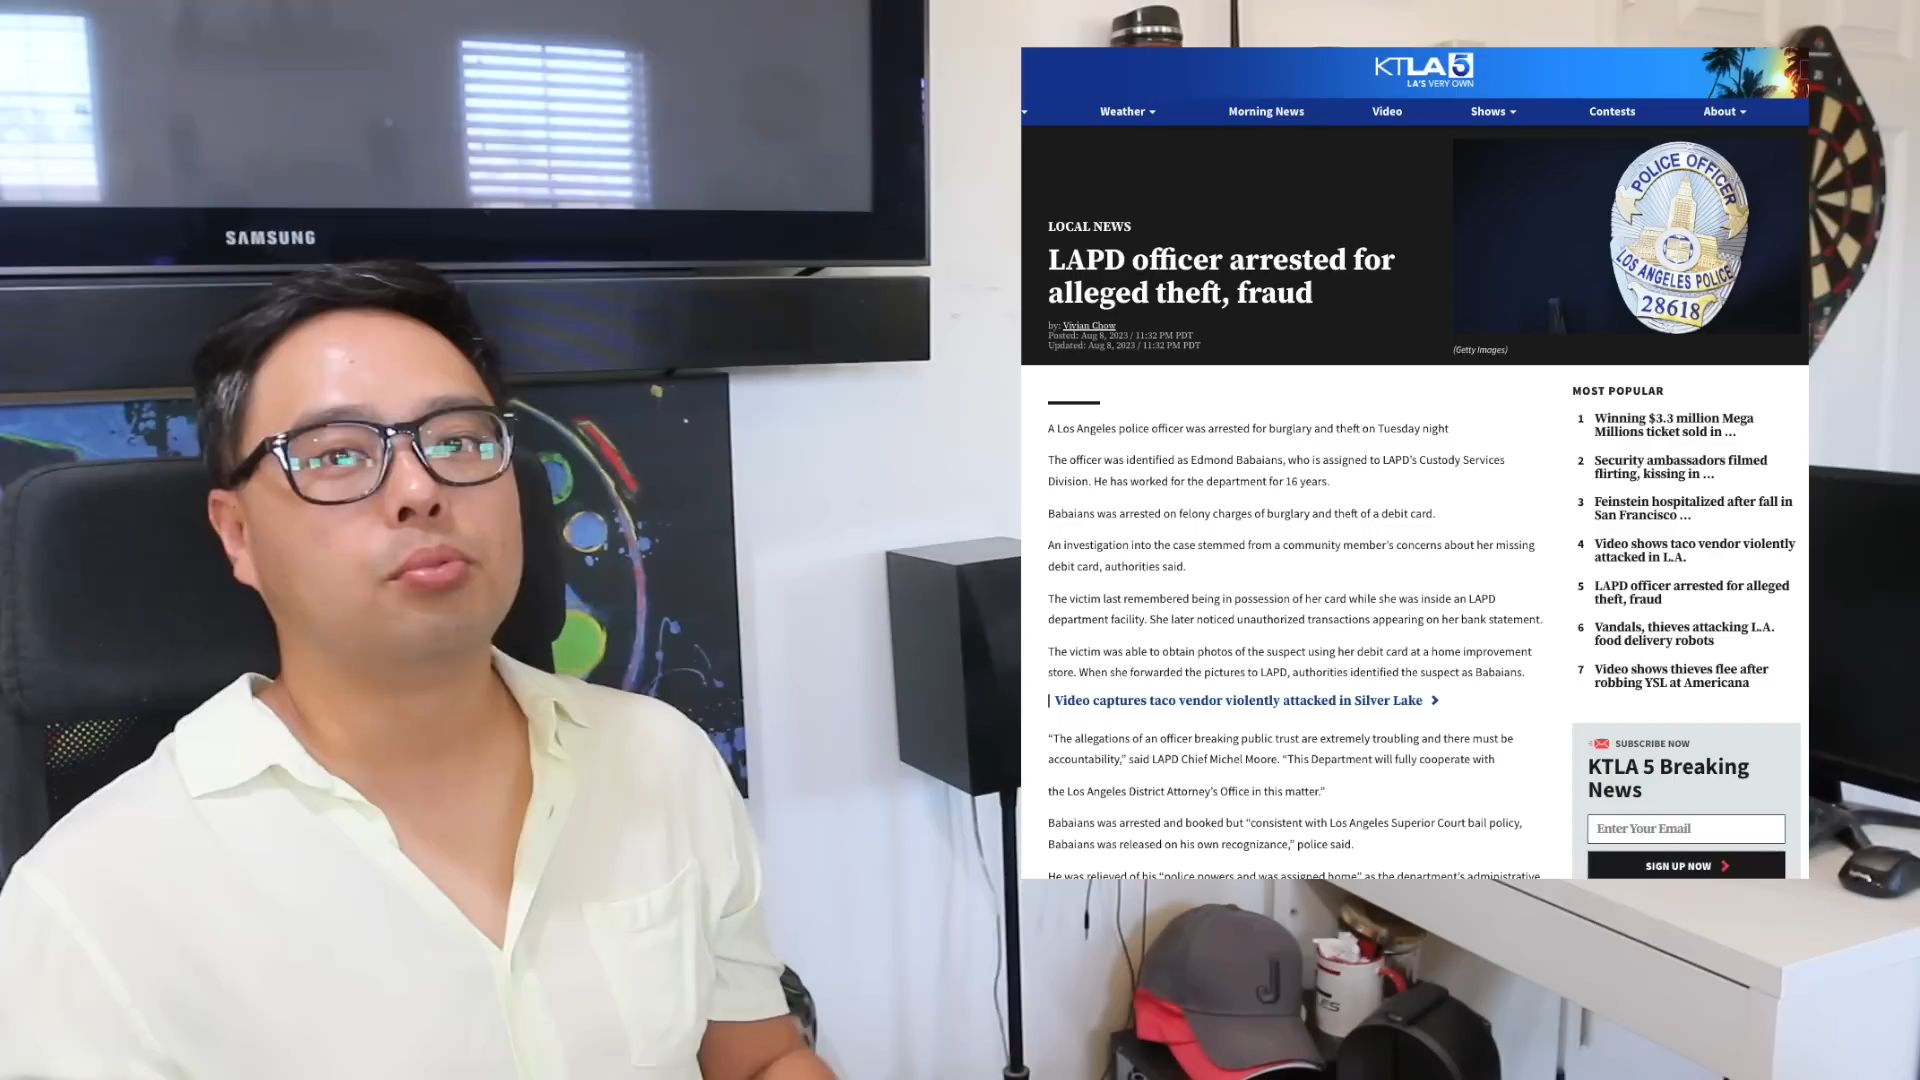 SAMSUNG
KTLA 5
LA'S VERY OWN
Weather
Morning News
Video
Shows
Contests
About
LOCAL NEWS
LAPD officer arrested for
alleged theft, fraud
by: Vivian Chow
Posted: Aug 8, 2023 / 11:32 PM PDT
Updated: Aug 8, 2023 / 11:32 PM PDT
POLICE OFFICER
LOS ANGELES POLICE
28618
(Getty Images)
A Los Angeles police officer was arrested for burglary and theft on Tuesday night
The officer was identified as Edmond Babaians, who is assigned to LAPD's Custody Services
Division. He has worked for the department for 16 years.
Babaians was arrested on felony charges of burglary and theft of a debit card.
An investigation into the case stemmed from a community member's concerns about her missing
debit card, authorities said.
The victim last remembered being in possession of her card while she was inside an LAPD
department facility. She later noticed unauthorized transactions appearing on her bank statement.
The victim was able to obtain photos of the suspect using her debit card at a home improvement
store. When she forwarded the pictures to LAPD, authorities identified the suspect as Babaians.
Video captures taco vendor violently attacked in Silver Lake
“The allegations of an officer breaking public trust are extremely troubling and there must be
accountability,” said LAPD Chief Michel Moore. “This Department will fully cooperate with
the Los Angeles District Attorney's Office in this matter.”
Babaians was arrested and booked but “consistent with Los Angeles Superior Court bail policy,
Babaians was released on his own recognizance,” police said.
He was relieved of his “police powers and was assigned home” as the department's administrative
MOST POPULAR
1 Winning $3.3 million Mega
Millions ticket sold in ...
2 Security ambassadors filmed
flirting, kissing in ...
3 Feinstein hospitalized after fall in
San Francisco ...
4 Video shows taco vendor violently
attacked in L.A.
5 LAPD officer arrested for alleged
theft, fraud
6 Vandals, thieves attacking L.A.
food delivery robots
7 Video shows thieves flee after
robbing YSL at Americana
SUBSCRIBE NOW
KTLA 5 Breaking
News
Enter Your Email
SIGN UP NOW
J